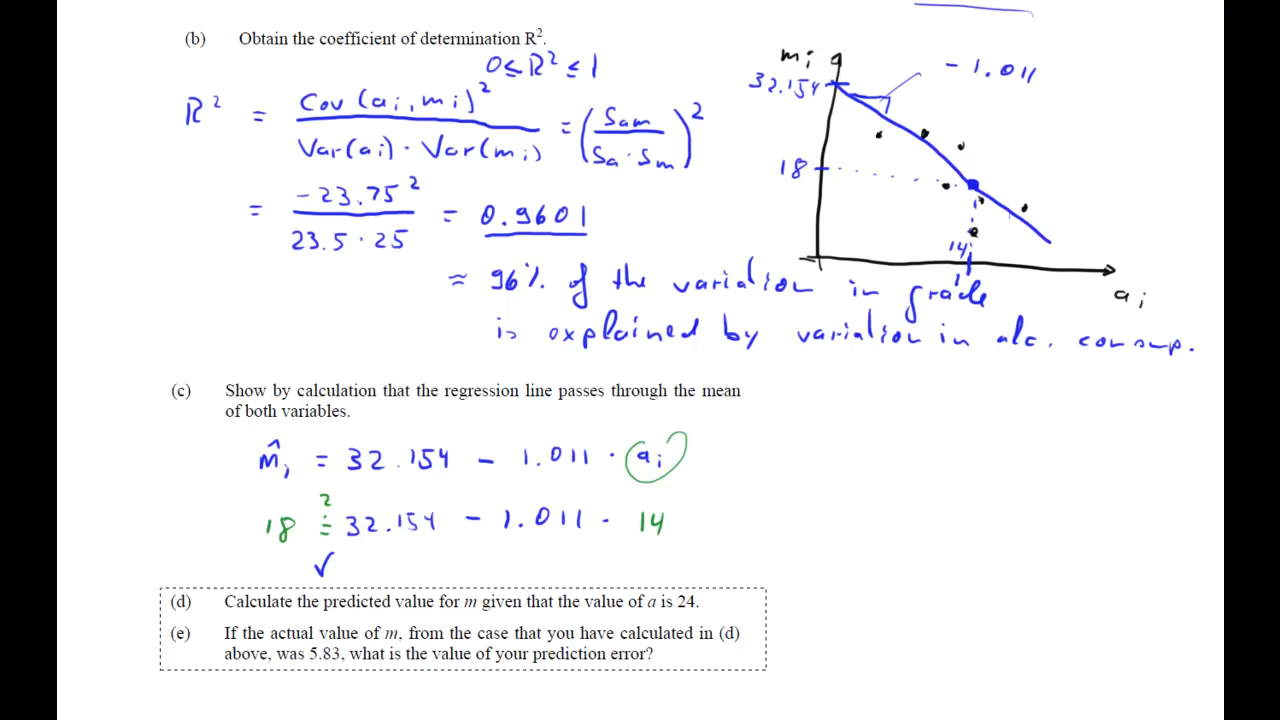 (b) Obtain the coefficient of determination R².
0 ≤ R² ≤ 1
R² = Cov(ai, mi)² / Var(ai) · Var(mi) = (Sam / Sa · Sm)²
= -23.75² / 23.5 · 25 = 0.9601
≈ 96% of the variation in grade
is explained by variation in alc. consump.
mi
32.154
- 1.011
18
14
ai
(c) Show by calculation that the regression line passes through the mean
of both variables.
m̂i = 32.154 - 1.011 · ai
18 ?= 32.154 - 1.011 · 14
✓
(d) Calculate the predicted value for m given that the value of a is 24.
(e) If the actual value of m, from the case that you have calculated in (d)
above, was 5.83, what is the value of your prediction error?